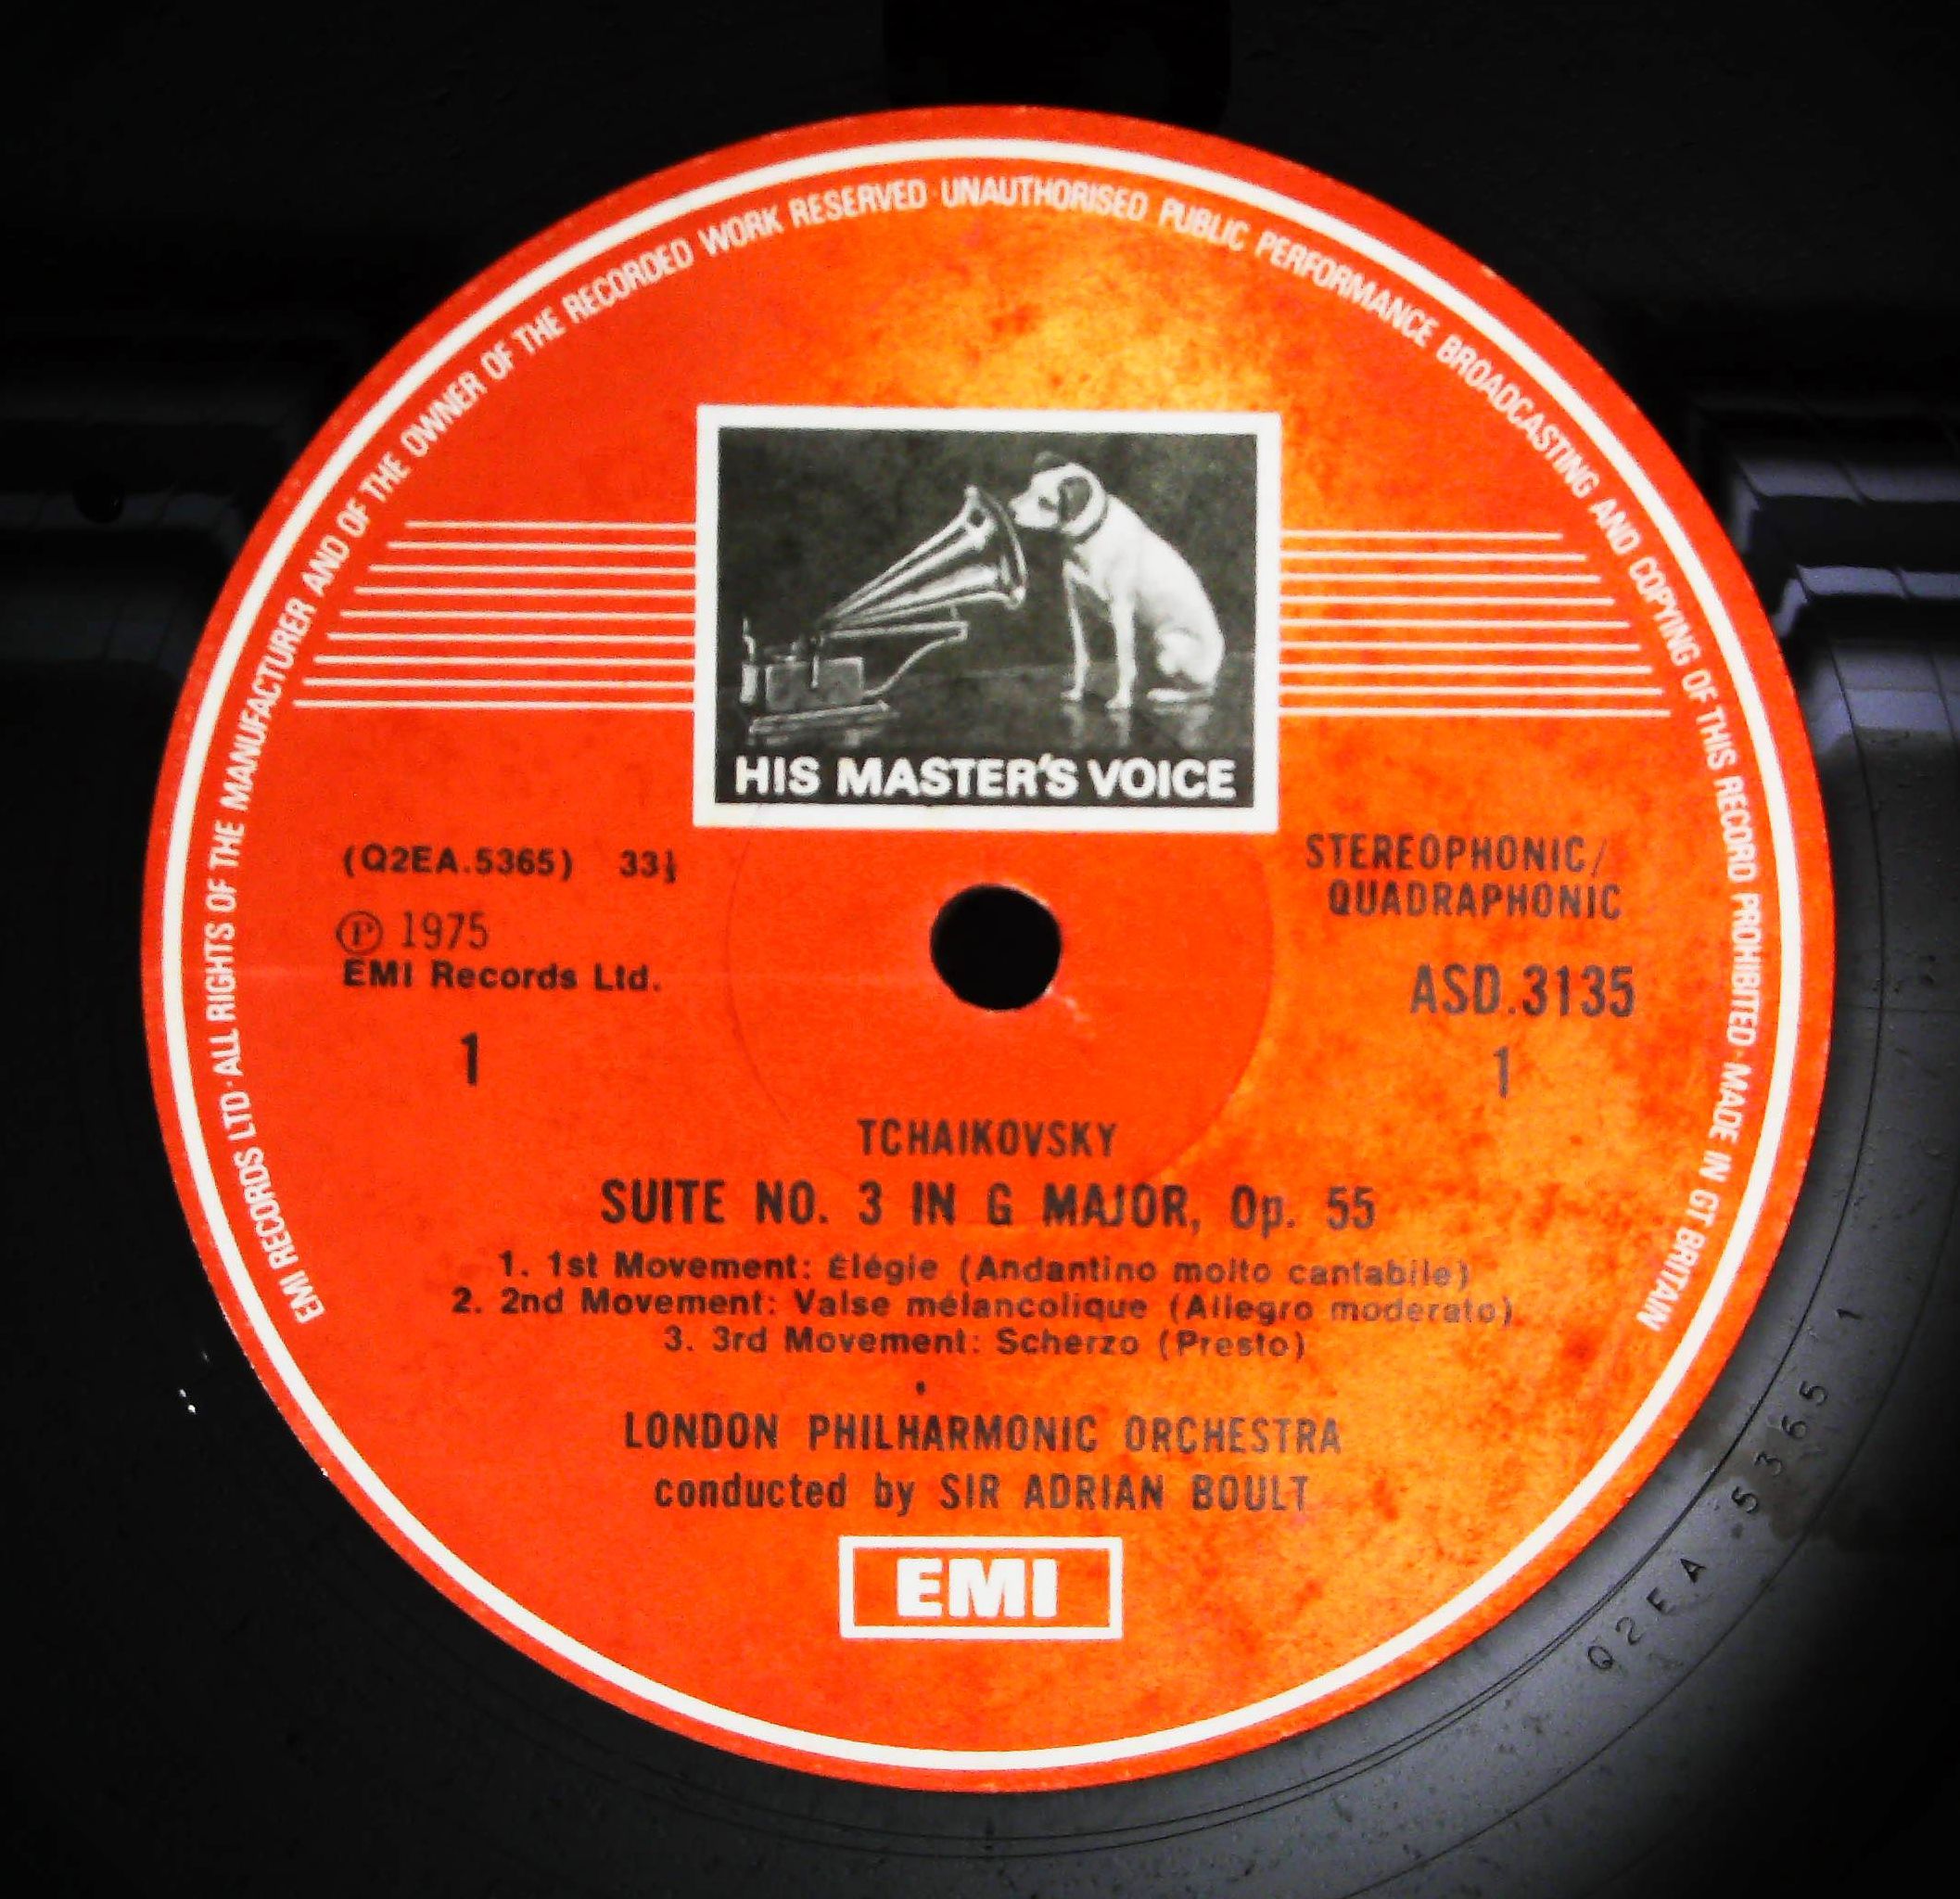 EMI RECORDS LTD · ALL RIGHTS OF THE MANUFACTURER AND OF THE OWNER OF THE RECORDED WORK RESERVED · UNAUTHORISED PUBLIC PERFORMANCE BROADCASTING AND COPYING OF THIS RECORD PROHIBITED · MADE IN GT BRITAIN
HIS MASTER'S VOICE
(Q2EA.5365) 33⅓
STEREOPHONIC/
QUADRAPHONIC
Ⓟ 1975
EMI Records Ltd.
ASD.3135
1
1
TCHAIKOVSKY
SUITE NO. 3 IN G MAJOR, Op. 55
1. 1st Movement: Élégie (Andantino molto cantabile)
2. 2nd Movement: Valse mélancolique (Allegro moderato)
3. 3rd Movement: Scherzo (Presto)
LONDON PHILHARMONIC ORCHESTRA
conducted by SIR ADRIAN BOULT
EMI
Q2EA 5365 1